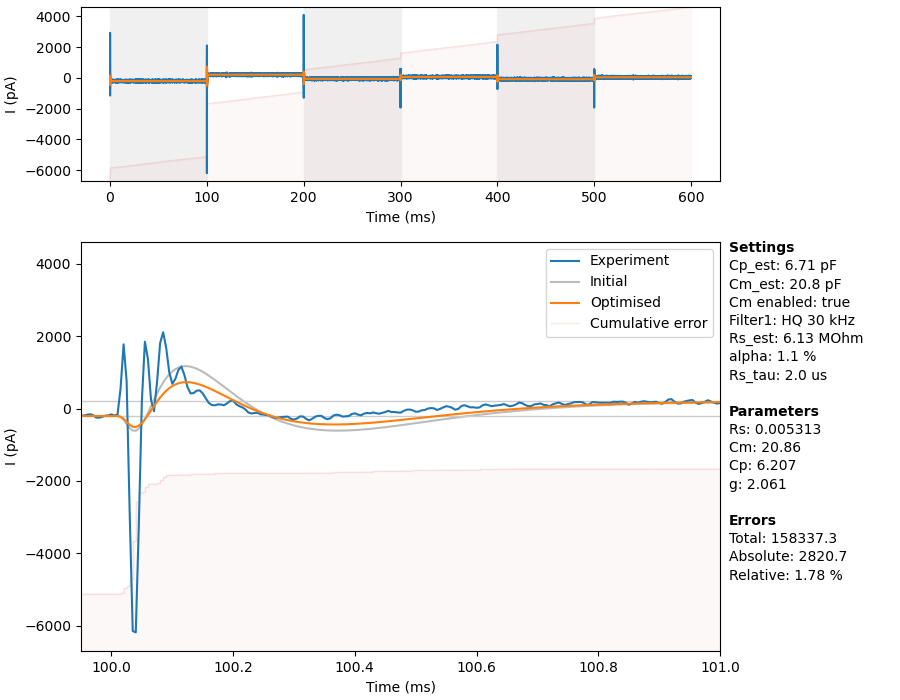 4000
2000
0
−2000
−4000
−6000
I (pA)
0 100 200 300 400 500 600
Time (ms)
4000
2000
0
−2000
−4000
−6000
I (pA)
100.0 100.2 100.4 100.6 100.8 101.0
Time (ms)
Experiment
Initial
Optimised
Cumulative error
Settings
Cp_est: 6.71 pF
Cm_est: 20.8 pF
Cm enabled: true
Filter1: HQ 30 kHz
Rs_est: 6.13 MOhm
alpha: 1.1 %
Rs_tau: 2.0 us
Parameters
Rs: 0.005313
Cm: 20.86
Cp: 6.207
g: 2.061
Errors
Total: 158337.3
Absolute: 2820.7
Relative: 1.78 %